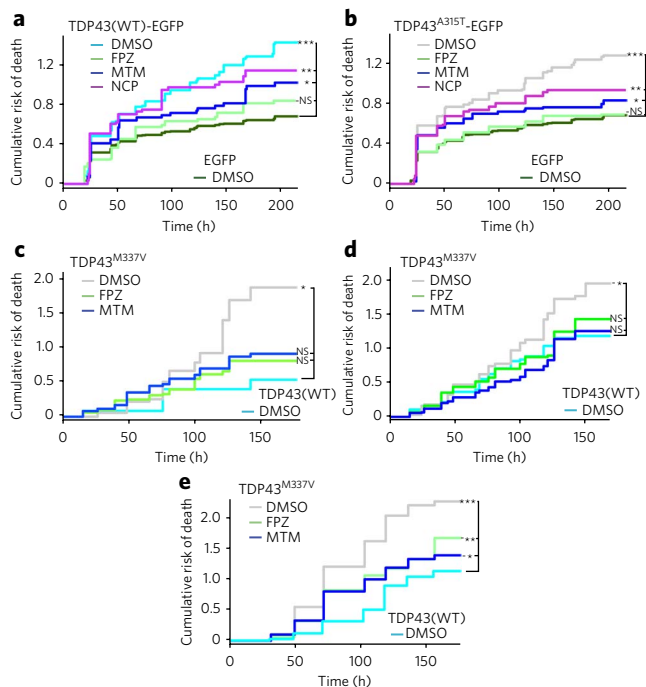 a
TDP43(WT)-EGFP
DMSO
FPZ
MTM
NCP
1.2
0.8
0.4
0
Cumulative risk of death
***
**
*
NS
EGFP
DMSO
0 50 100 150 200
Time (h)
b
TDP43A315T-EGFP
DMSO
FPZ
MTM
NCP
1.2
0.8
0.4
0
Cumulative risk of death
***
**
*
NS
EGFP
DMSO
0 50 100 150 200
Time (h)
c
TDP43M337V
DMSO
FPZ
MTM
2.0
1.5
1.0
0.5
0
Cumulative risk of death
*
NS
NS
TDP43(WT)
DMSO
0 50 100 150
Time (h)
d
TDP43M337V
DMSO
FPZ
MTM
2.0
1.5
1.0
0.5
0
Cumulative risk of death
*
NS
NS
TDP43(WT)
DMSO
0 50 100 150
Time (h)
e
TDP43M337V
DMSO
FPZ
MTM
2.0
1.5
1.0
0.5
0
Cumulative risk of death
***
**
*
TDP43(WT)
DMSO
0 50 100 150
Time (h)